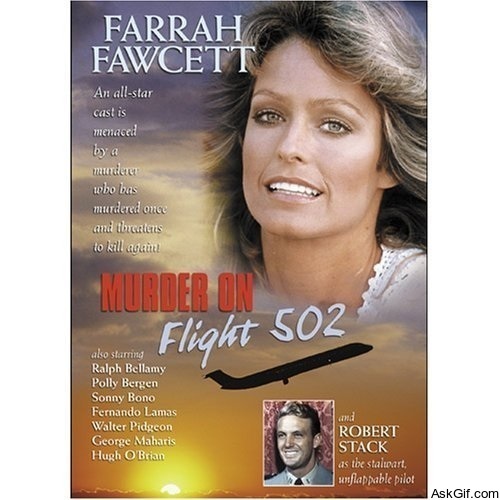 FARRAH
FAWCETT
An all-star
cast is
menaced
by a
murderer
who has
murdered once
and threatens
to kill again!
MURDER ON
Flight 502
also starring
Ralph Bellamy
Polly Bergen
Sonny Bono
Fernando Lamas
Walter Pidgeon
George Maharis
Hugh O'Brian
and
ROBERT
STACK
as the stalwart,
unflappable pilot
AskGif.com